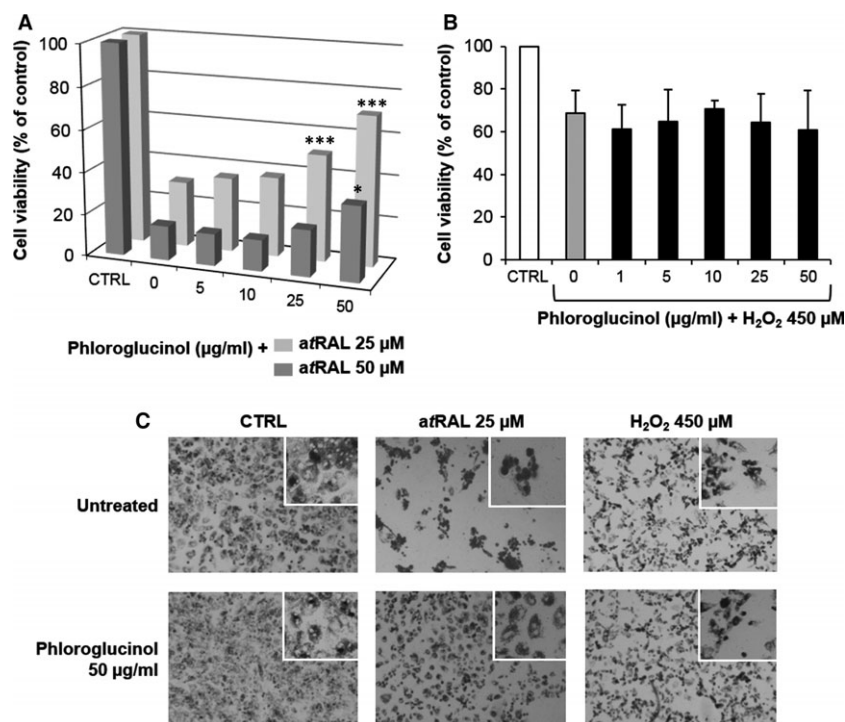 A
Cell viability (% of control)
100
80
60
40
20
0
***
***
*
CTRL
0
5
10
25
50
Phloroglucinol (µg/ml) +
atRAL 25 µM
atRAL 50 µM
B
Cell viability (% of control)
100
80
60
40
20
0
CTRL 0 1 5 10 25 50
Phloroglucinol (µg/ml) + H₂O₂ 450 µM
C
CTRL atRAL 25 µM H₂O₂ 450 µM
Untreated
Phloroglucinol
50 µg/ml